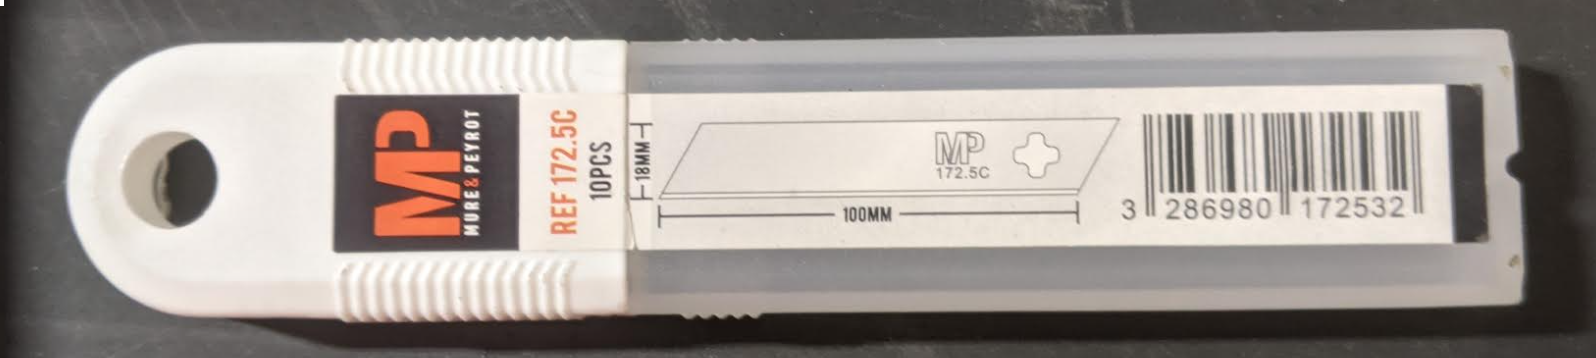 MP
MURE&PEYROT
REF 172.5C
10PCS
18MM
MP
172.5C
100MM
3 286980 172532